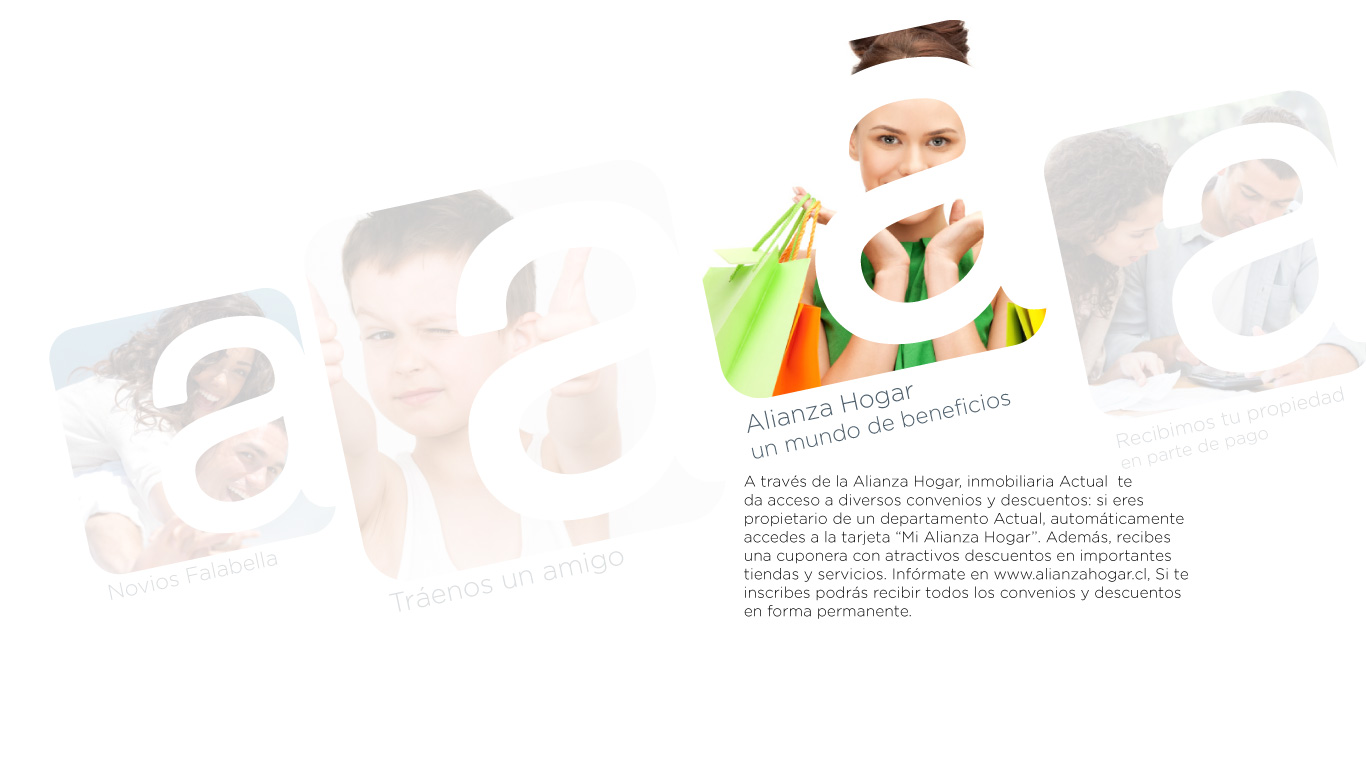 Novios Falabella
Tráenos un amigo
Alianza Hogar
un mundo de beneficios
A través de la Alianza Hogar, inmobiliaria Actual  te
da acceso a diversos convenios y descuentos: si eres
propietario de un departamento Actual, automáticamente
accedes a la tarjeta “Mi Alianza Hogar”. Además, recibes
una cuponera con atractivos descuentos en importantes
tiendas y servicios. Infórmate en www.alianzahogar.cl, Si te
inscribes podrás recibir todos los convenios y descuentos
en forma permanente.
Recibimos tu propiedad
en parte de pago
a
a
a
a